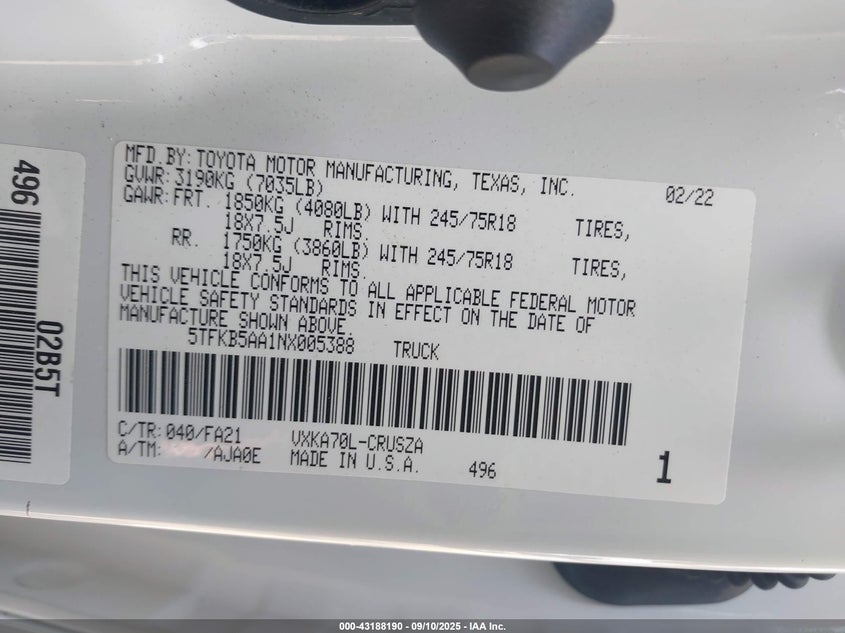 496
02B5T
MFD.BY: TOYOTA MOTOR MANUFACTURING, TEXAS, INC. 02/22
GVWR: 3190KG (7035LB)
GAWR: FRT. 1850KG (4080LB) WITH 245/75R18 TIRES,
18X7.5J RIMS.
RR. 1750KG (3860LB) WITH 245/75R18 TIRES,
18X7.5J RIMS.
THIS VEHICLE CONFORMS TO ALL APPLICABLE FEDERAL MOTOR
VEHICLE SAFETY STANDARDS IN EFFECT ON THE DATE OF
MANUFACTURE SHOWN ABOVE.
5TFKB5AA1NX005388 TRUCK
C/TR: 040/FA21 VXKA70L-CRUSZA
A/TM: /AJA0E MADE IN U.S.A. 496 1
000-43188190 - 09/10/2025 - IAA Inc.